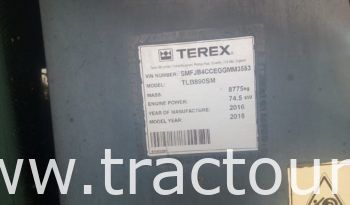 TEREX
VIN NUMBER: SMFJB4CCEGGMM3553
MODEL: TLB890SM
MASS 8775kg
ENGINE POWER: 74.5 kW
YEAR OF MANUFACTURE: 2016
MODEL YEAR: 2016
www.tractour